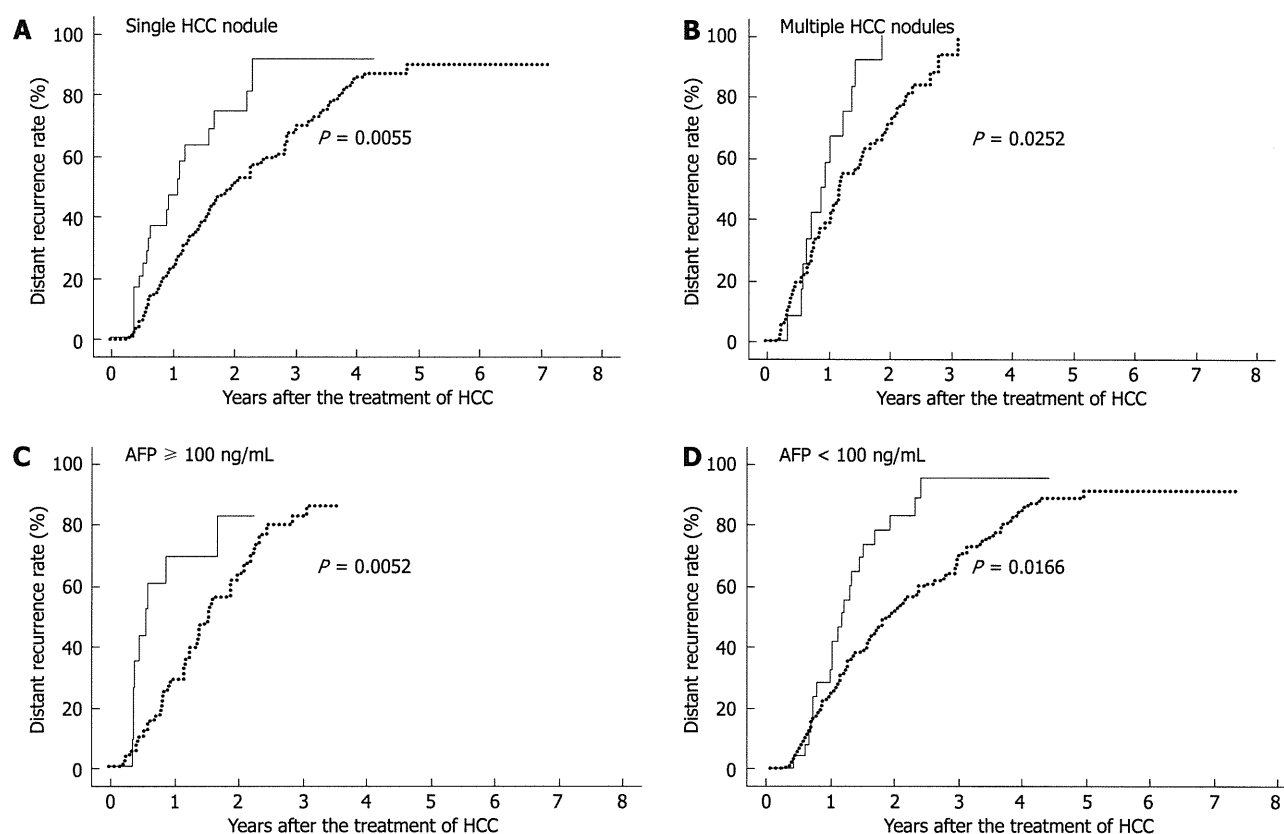 A Single HCC nodule
100
80
60
40
20
0
Distant recurrence rate (%)
P = 0.0055
0 1 2 3 4 5 6 7 8
Years after the treatment of HCC
B Multiple HCC nodules
100
80
60
40
20
0
Distant recurrence rate (%)
P = 0.0252
0 1 2 3 4 5 6 7 8
Years after the treatment of HCC
C AFP ⩾ 100 ng/mL
100
80
60
40
20
0
Distant recurrence rate (%)
P = 0.0052
0 1 2 3 4 5 6 7 8
Years after the treatment of HCC
D AFP < 100 ng/mL
100
80
60
40
20
0
Distant recurrence rate (%)
P = 0.0166
0 1 2 3 4 5 6 7 8
Years after the treatment of HCC